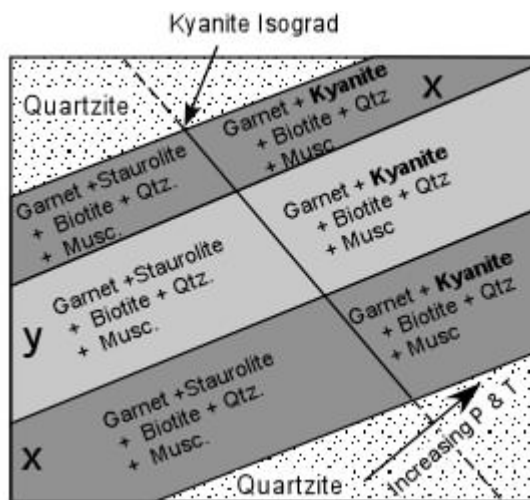 Kyanite Isograd
Quartzite
Garnet + Kyanite
+ Biotite + Qtz
+ Musc.
X
Garnet +Staurolite
+ Biotite + Qtz.
+ Musc.
Garnet + Kyanite
+ Biotite + Qtz
+ Musc
y
Garnet +Staurolite
+ Biotite + Qtz.
+ Musc.
Garnet + Kyanite
+ Biotite + Qtz
+ Musc
x
Garnet +Staurolite
+ Biotite + Qtz.
+ Musc.
Quartzite
Increasing P & T